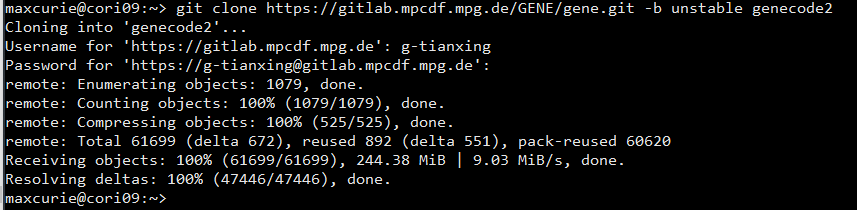 maxcurie@cori09:~> git clone https://gitlab.mpcdf.mpg.de/GENE/gene.git -b unstable genecode2
Cloning into 'genecode2'...
Username for 'https://gitlab.mpcdf.mpg.de': g-tianxing
Password for 'https://g-tianxing@gitlab.mpcdf.mpg.de':
remote: Enumerating objects: 1079, done.
remote: Counting objects: 100% (1079/1079), done.
remote: Compressing objects: 100% (525/525), done.
remote: Total 61699 (delta 672), reused 892 (delta 551), pack-reused 60620
Receiving objects: 100% (61699/61699), 244.38 MiB | 9.03 MiB/s, done.
Resolving deltas: 100% (47446/47446), done.
maxcurie@cori09:~>